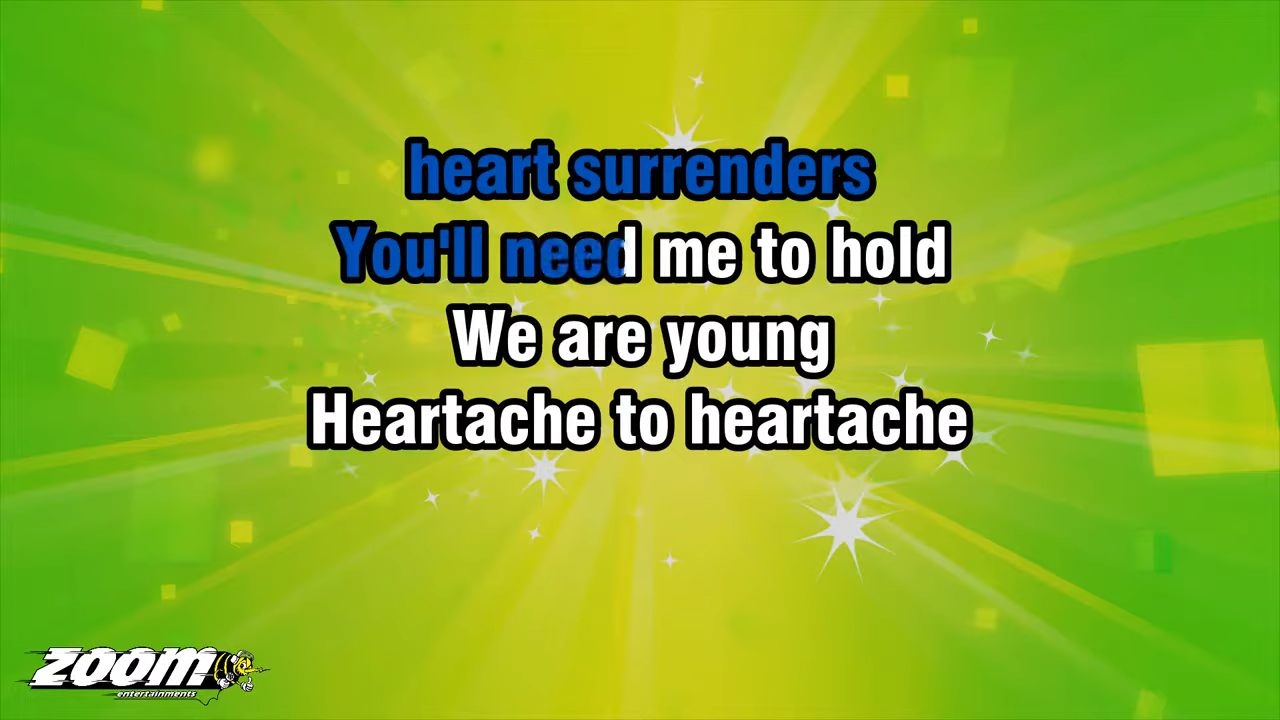 heart surrenders
You'll need me to hold
We are young
Heartache to heartache
zoom
entertainments